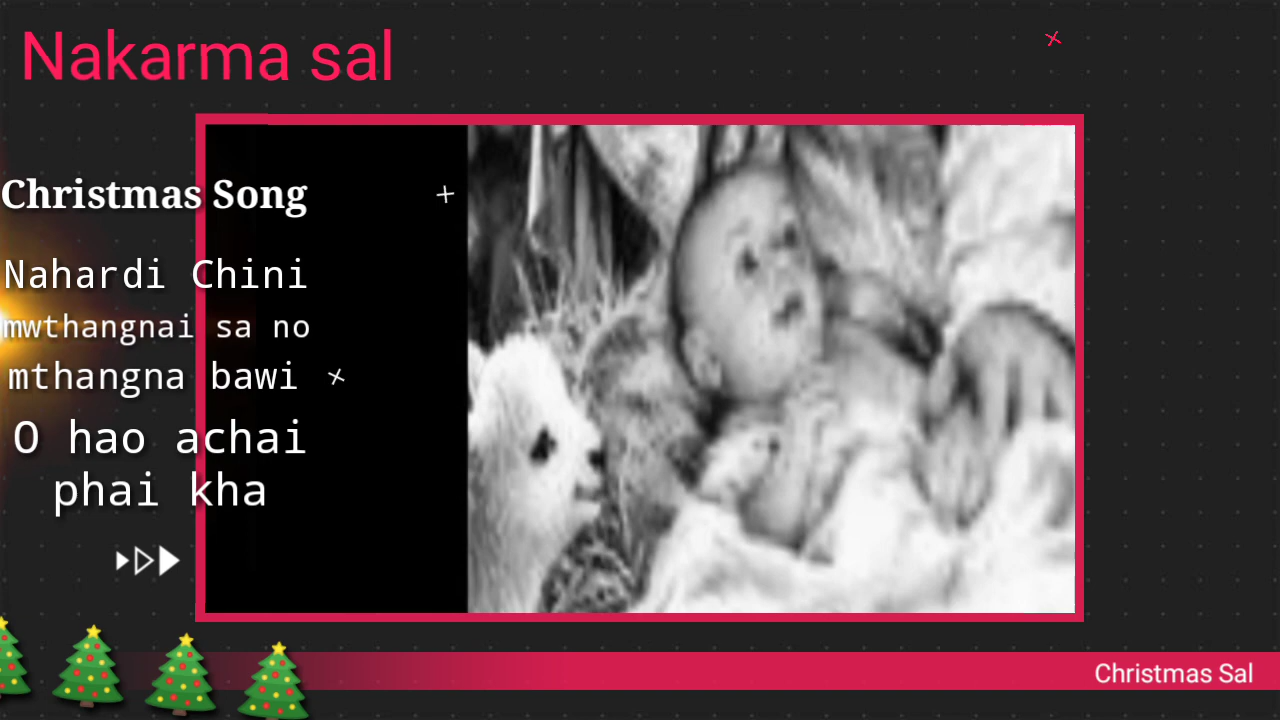 Nakarma sal
Christmas Song
Nahardi Chini
mwthangnai sa no
mthangna bawi
O hao achai
phai kha
Christmas Sal